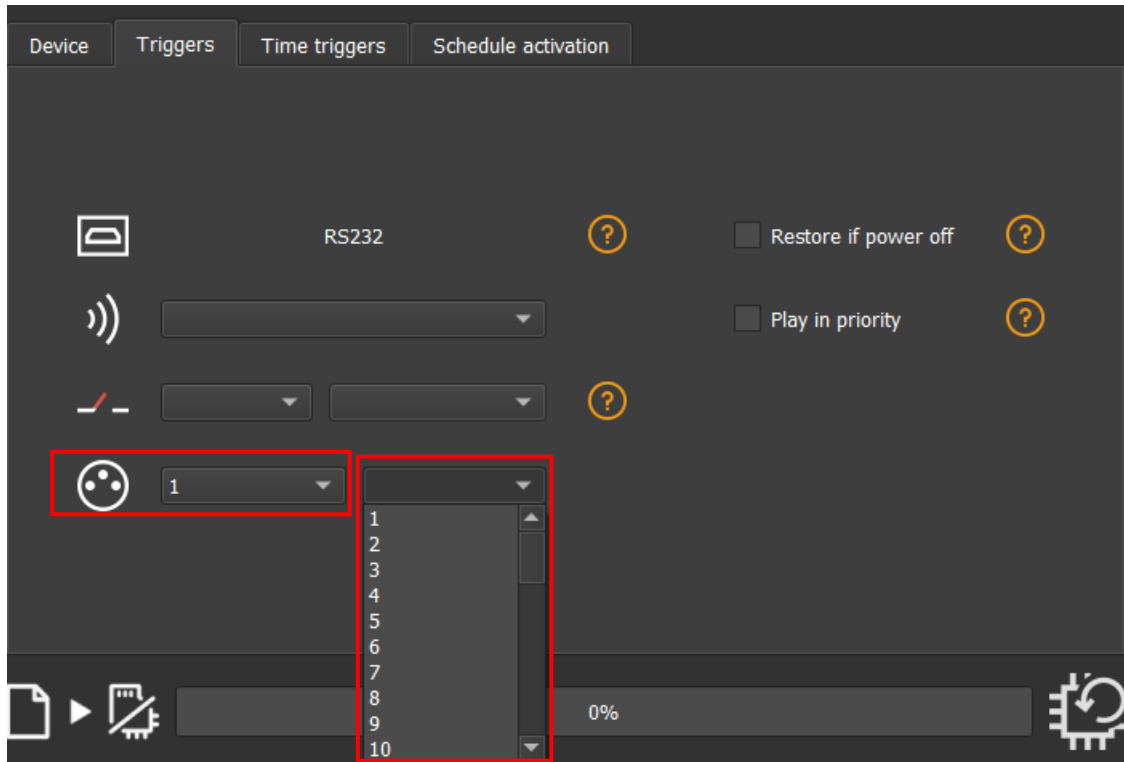 Device
Triggers
Time triggers
Schedule activation
RS232
?
Restore if power off
?
Play in priority
?
?
1
1
2
3
4
5
6
7
8
9
10
0%